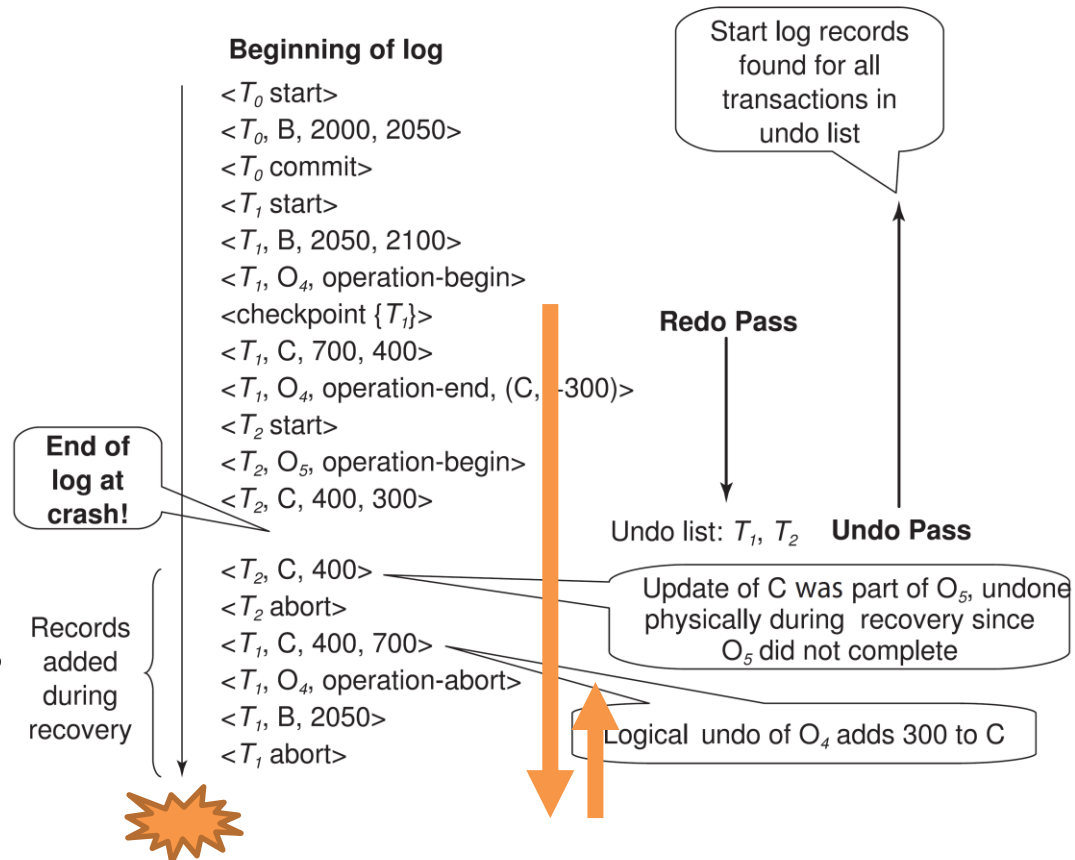 Beginning of log
<T0 start>
<T0, B, 2000, 2050>
<T0 commit>
<T1 start>
<T1, B, 2050, 2100>
<T1, O4, operation-begin>
<checkpoint {T1}>
<T1, C, 700, 400>
<T1, O4, operation-end, (C, +300)>
<T2 start>
<T2, O5, operation-begin>
<T2, C, 400, 300>
End of
log at
crash!
<T2, C, 400>
<T2 abort>
<T1, C, 400, 700>
<T1, O4, operation-abort>
<T1, B, 2050>
<T1 abort>
Records
added
during
recovery
Start log records
found for all
transactions in
undo list
Redo Pass
Undo list: T1, T2
Undo Pass
Update of C was part of O5, undone
physically during recovery since
O5 did not complete
Logical undo of O4 adds 300 to C